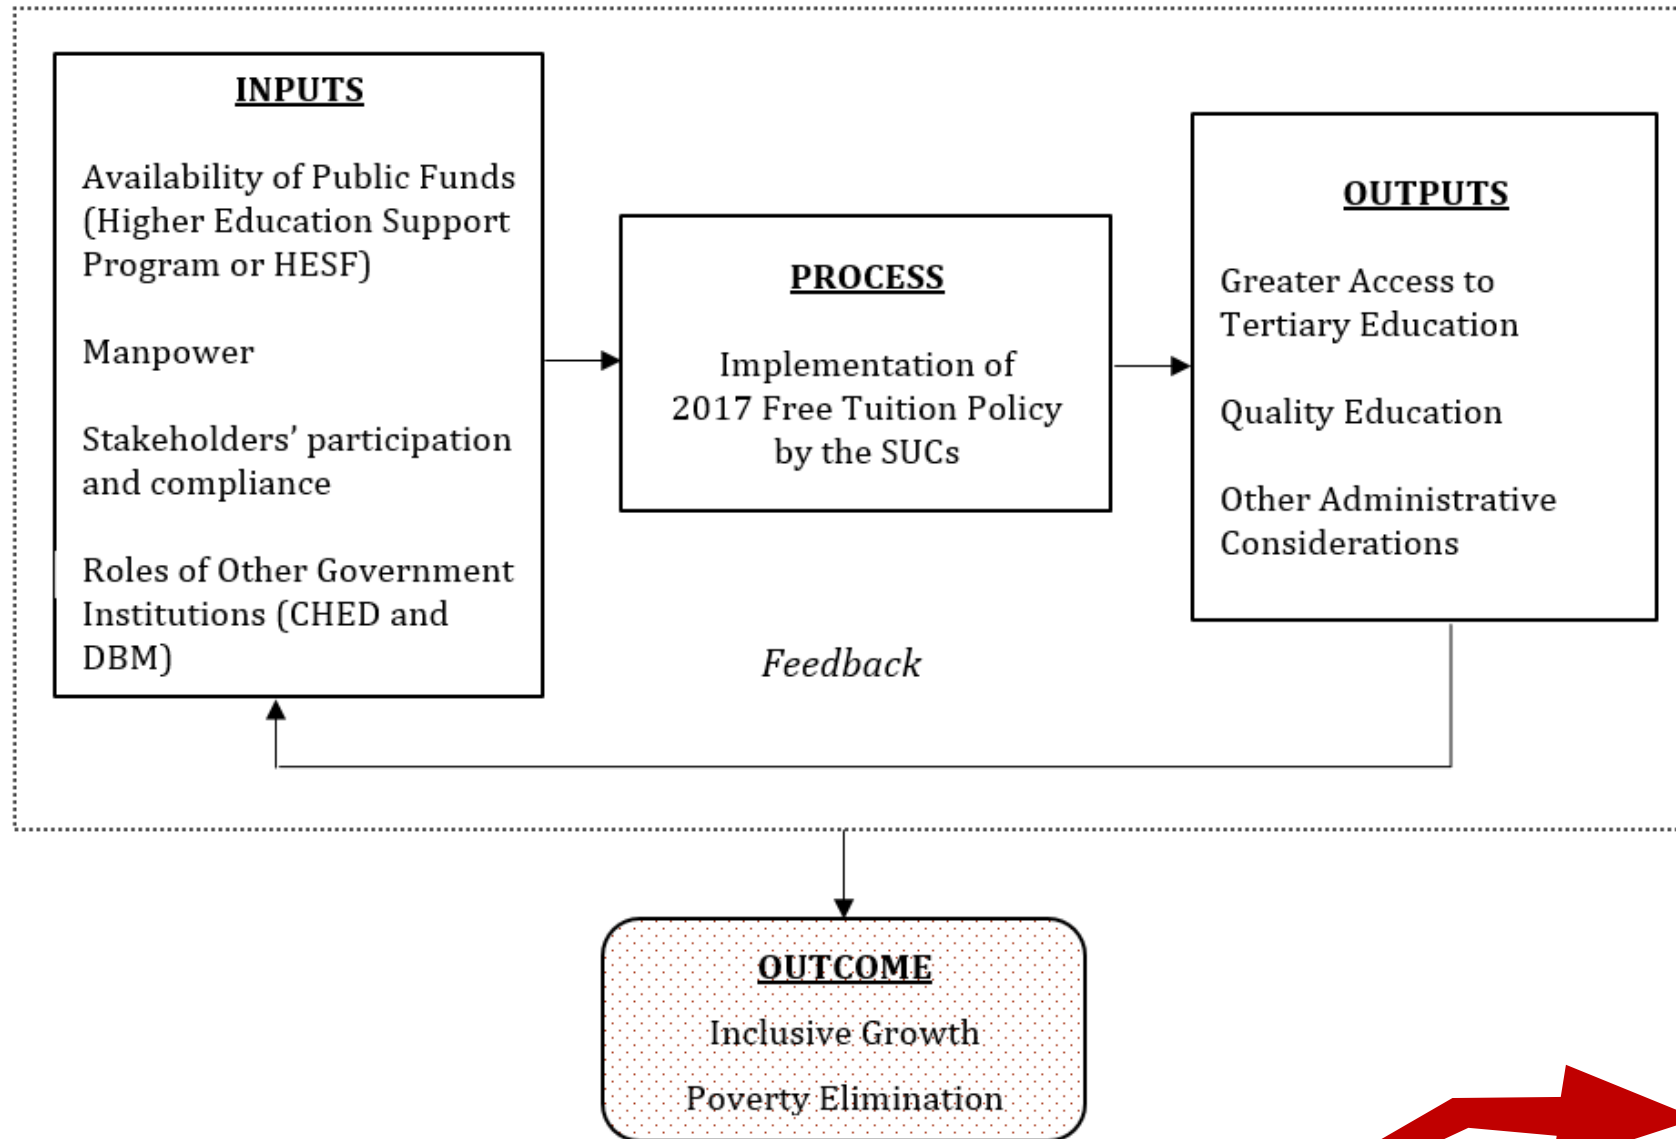 INPUTS
Availability of Public Funds
(Higher Education Support
Program or HESF)
Manpower
Stakeholders’ participation
and compliance
Roles of Other Government
Institutions (CHED and
DBM)
PROCESS
Implementation of
2017 Free Tuition Policy
by the SUCs
OUTPUTS
Greater Access to
Tertiary Education
Quality Education
Other Administrative
Considerations
Feedback
OUTCOME
Inclusive Growth
Poverty Elimination